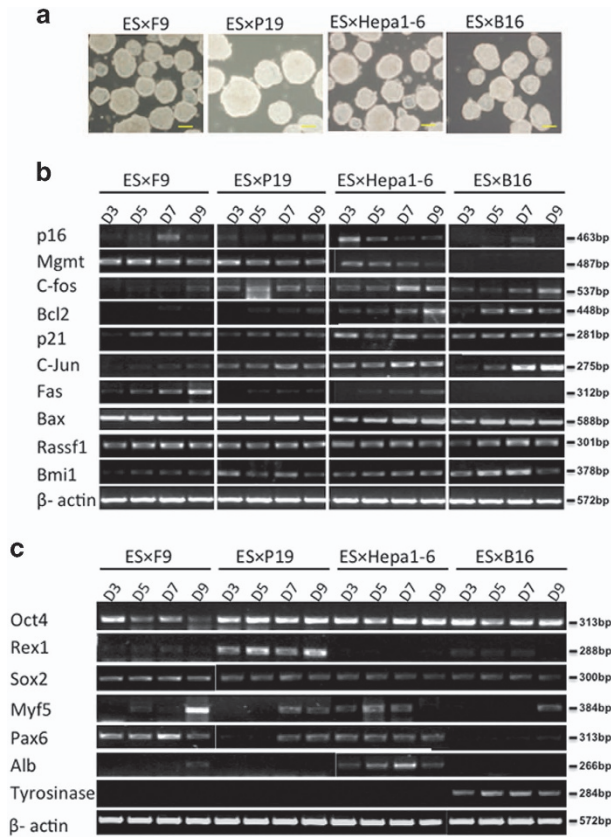 a
ES×F9 ES×P19 ES×Hepa1-6 ES×B16
b
ES×F9 ES×P19 ES×Hepa1-6 ES×B16
D3 D5 D7 D9 D3 D5 D7 D9 D3 D5 D7 D9 D3 D5 D7 D9
p16 463bp
Mgmt 487bp
C-fos 537bp
Bcl2 448bp
p21 281bp
C-Jun 275bp
Fas 312bp
Bax 588bp
Rassf1 301bp
Bmi1 378bp
β- actin 572bp
c
ES×F9 ES×P19 ES×Hepa1-6 ES×B16
D3 D5 D7 D9 D3 D5 D7 D9 D3 D5 D7 D9 D3 D5 D7 D9
Oct4 313bp
Rex1 288bp
Sox2 300bp
Myf5 384bp
Pax6 313bp
Alb 266bp
Tyrosinase 284bp
β- actin 572bp